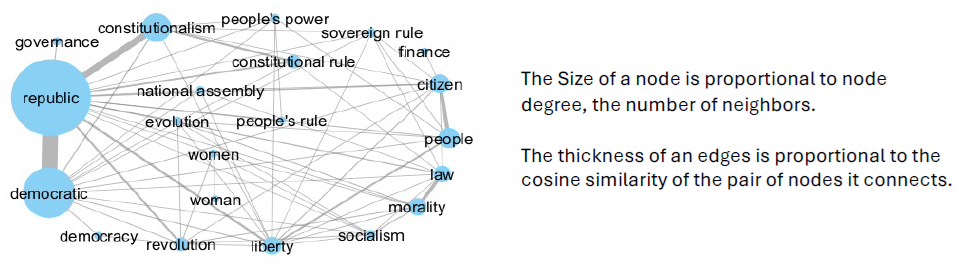 people's power
constitutionalism
sovereign rule
governance
finance
constitutional rule
citizen
national assembly
republic
evolution
people's rule
people
women
law
democratic
woman
morality
democracy
revolution
liberty
socialism
The Size of a node is proportional to node
degree, the number of neighbors.
The thickness of an edges is proportional to the
cosine similarity of the pair of nodes it connects.